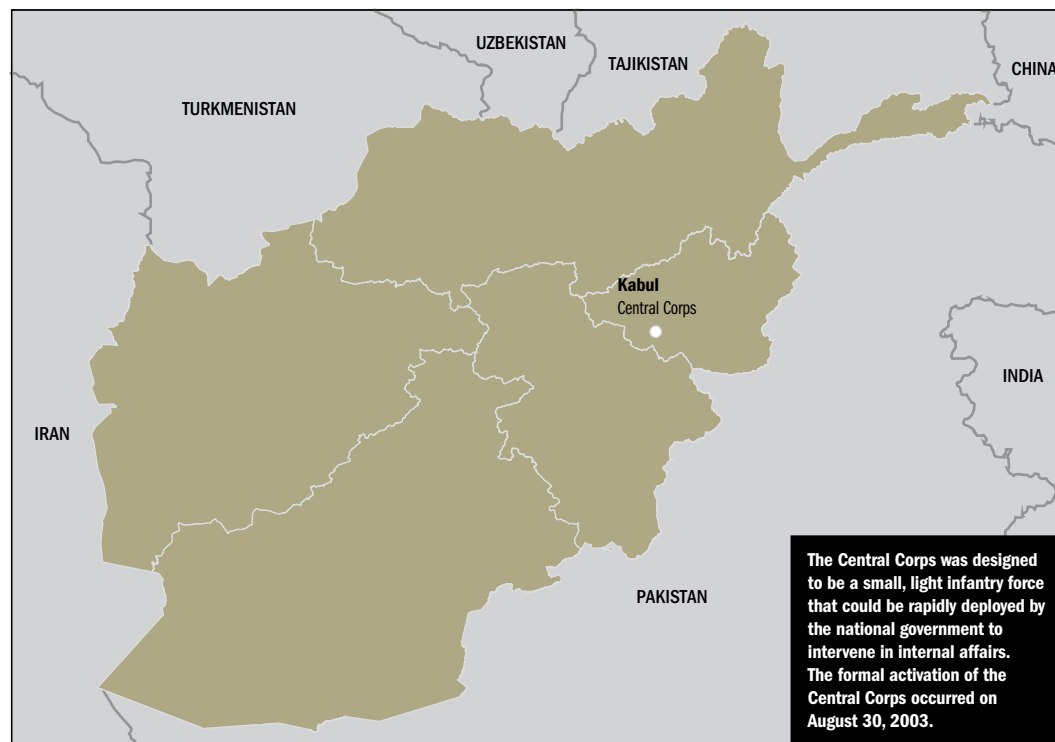 UZBEKISTAN
TAJIKISTAN
CHINA
TURKMENISTAN
Kabul
Central Corps
INDIA
IRAN
PAKISTAN
The Central Corps was designed
to be a small, light infantry force
that could be rapidly deployed by
the national government to
intervene in internal affairs.
The formal activation of the
Central Corps occurred on
August 30, 2003.